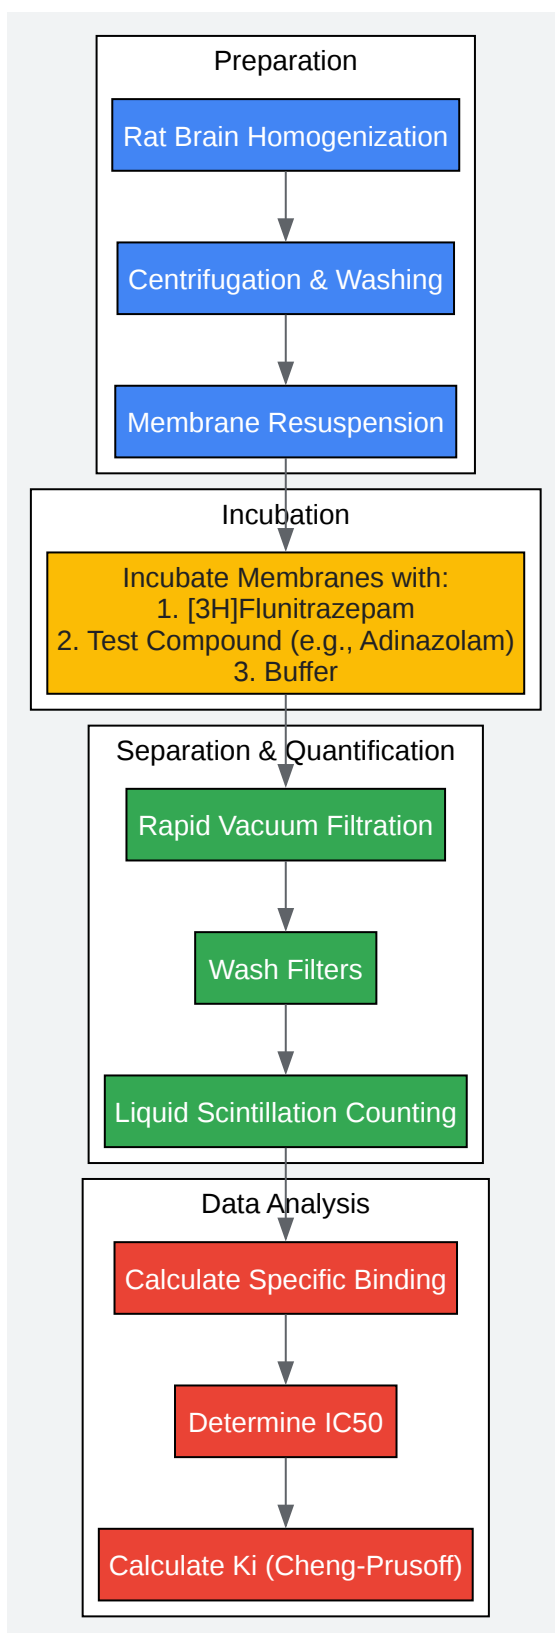 Preparation
Rat Brain Homogenization
Centrifugation & Washing
Membrane Resuspension
Incubation
Incubate Membranes with:
1. [3H]Flunitrazepam
2. Test Compound (e.g., Adinazolam)
3. Buffer
Separation & Quantification
Rapid Vacuum Filtration
Wash Filters
Liquid Scintillation Counting
Data Analysis
Calculate Specific Binding
Determine IC50
Calculate Ki (Cheng-Prusoff)